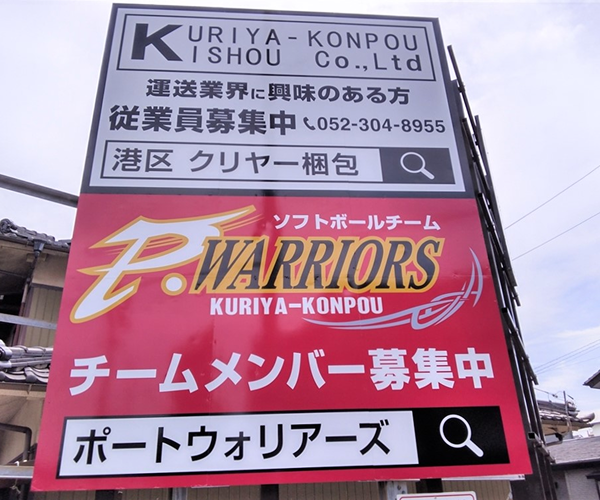 KURIYA-KONPOU
KISHOU Co.,Ltd
運送業界に興味のある方
従業員募集中 052-304-8955
港区 クリヤー梱包
ソフトボールチーム
P.WARRIORS
KURIYA-KONPOU
チームメンバー募集中
ポートウォリアーズ